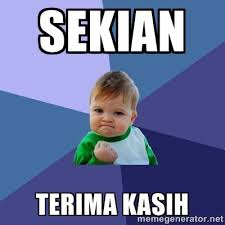 SEKIAN
TERIMA KASIH
memegenerator.net